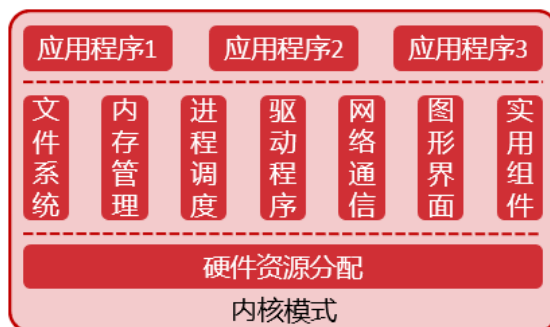 应用程序1
应用程序2
应用程序3
文件系统
内存管理
进程调度
驱动程序
网络通信
图形界面
实用组件
硬件资源分配
内核模式